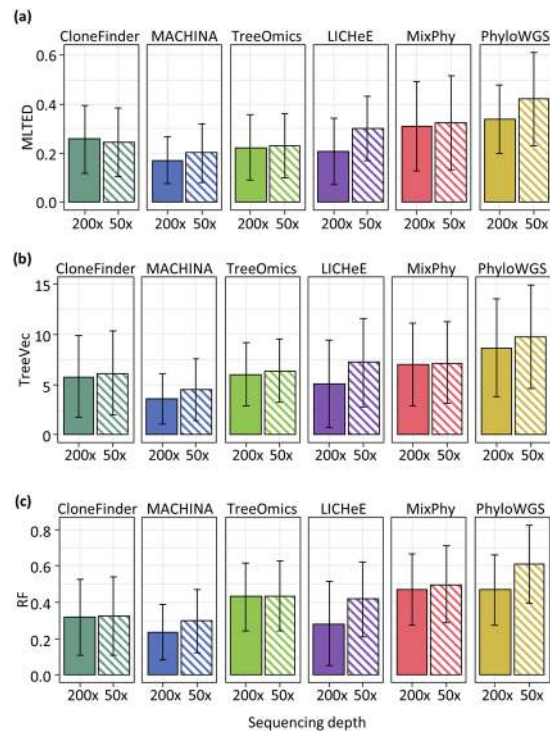 (a)
CloneFinder MACHINA TreeOmics LICHeE MixPhy PhyloWGS
0.6
0.4
0.2
0.0
MLTED
200x 50x 200x 50x 200x 50x 200x 50x 200x 50x 200x 50x
(b)
CloneFinder MACHINA TreeOmics LICHeE MixPhy PhyloWGS
15
10
5
0
TreeVec
200x 50x 200x 50x 200x 50x 200x 50x 200x 50x 200x 50x
(c)
CloneFinder MACHINA TreeOmics LICHeE MixPhy PhyloWGS
0.8
0.6
0.4
0.2
0.0
RF
200x 50x 200x 50x 200x 50x 200x 50x 200x 50x 200x 50x
Sequencing depth